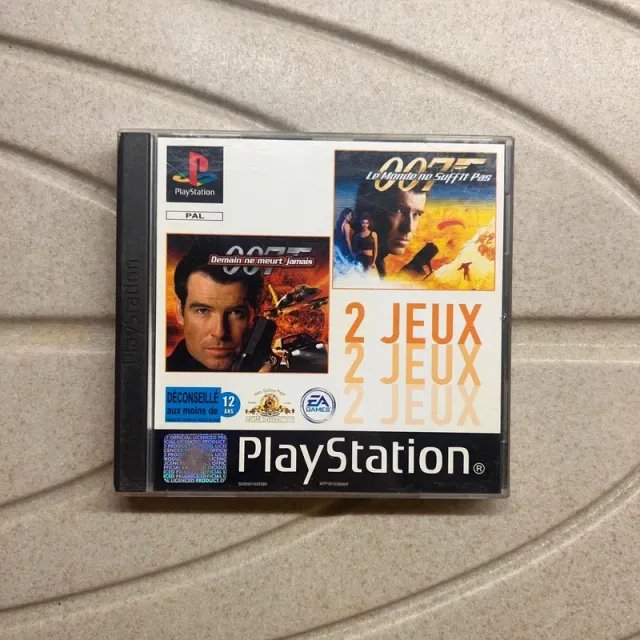 PlayStation
PlayStation
PAL
007
Le Monde ne Suffit Pas
007
Demain ne meurt jamais
2 JEUX
2 JEUX
2 JEUX
DÉCONSEILLÉ
aux moins de
12
ANS
EA
GAMES
PlayStation®